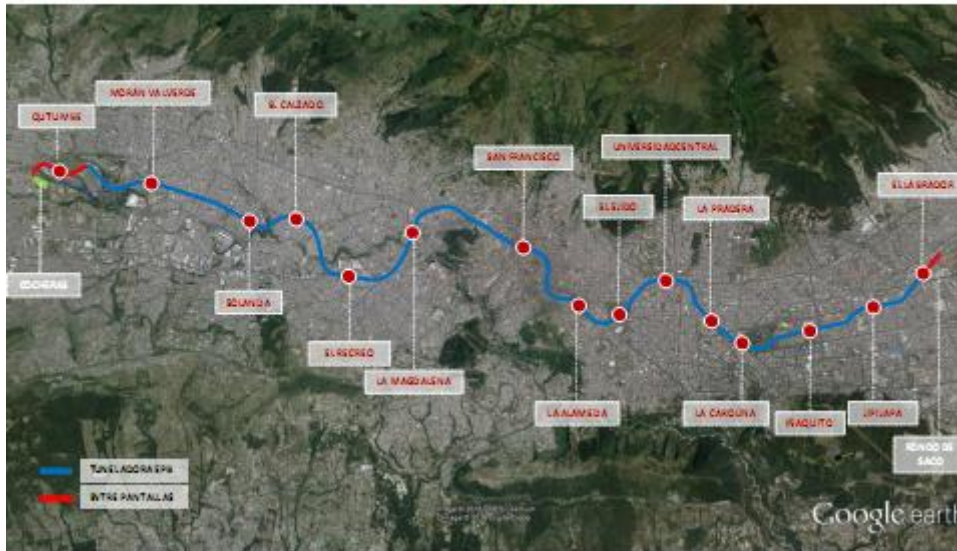 MORÁN VALVERDE
EL CALZADO
QUITUMBE
SAN FRANCISCO
UNIVERSIDAD CENTRAL
EL EJIDO
LA PRADERA
EL LABRADOR
COCHERAS
SOLANDA
EL RECREO
LA MAGDALENA
LA ALAMEDA
LA CAROLINA
IÑAQUITO
JIPIJAPA
FONDO DE
SACO
TUNELADORA EPB
ENTRE PANTALLAS
Google earth